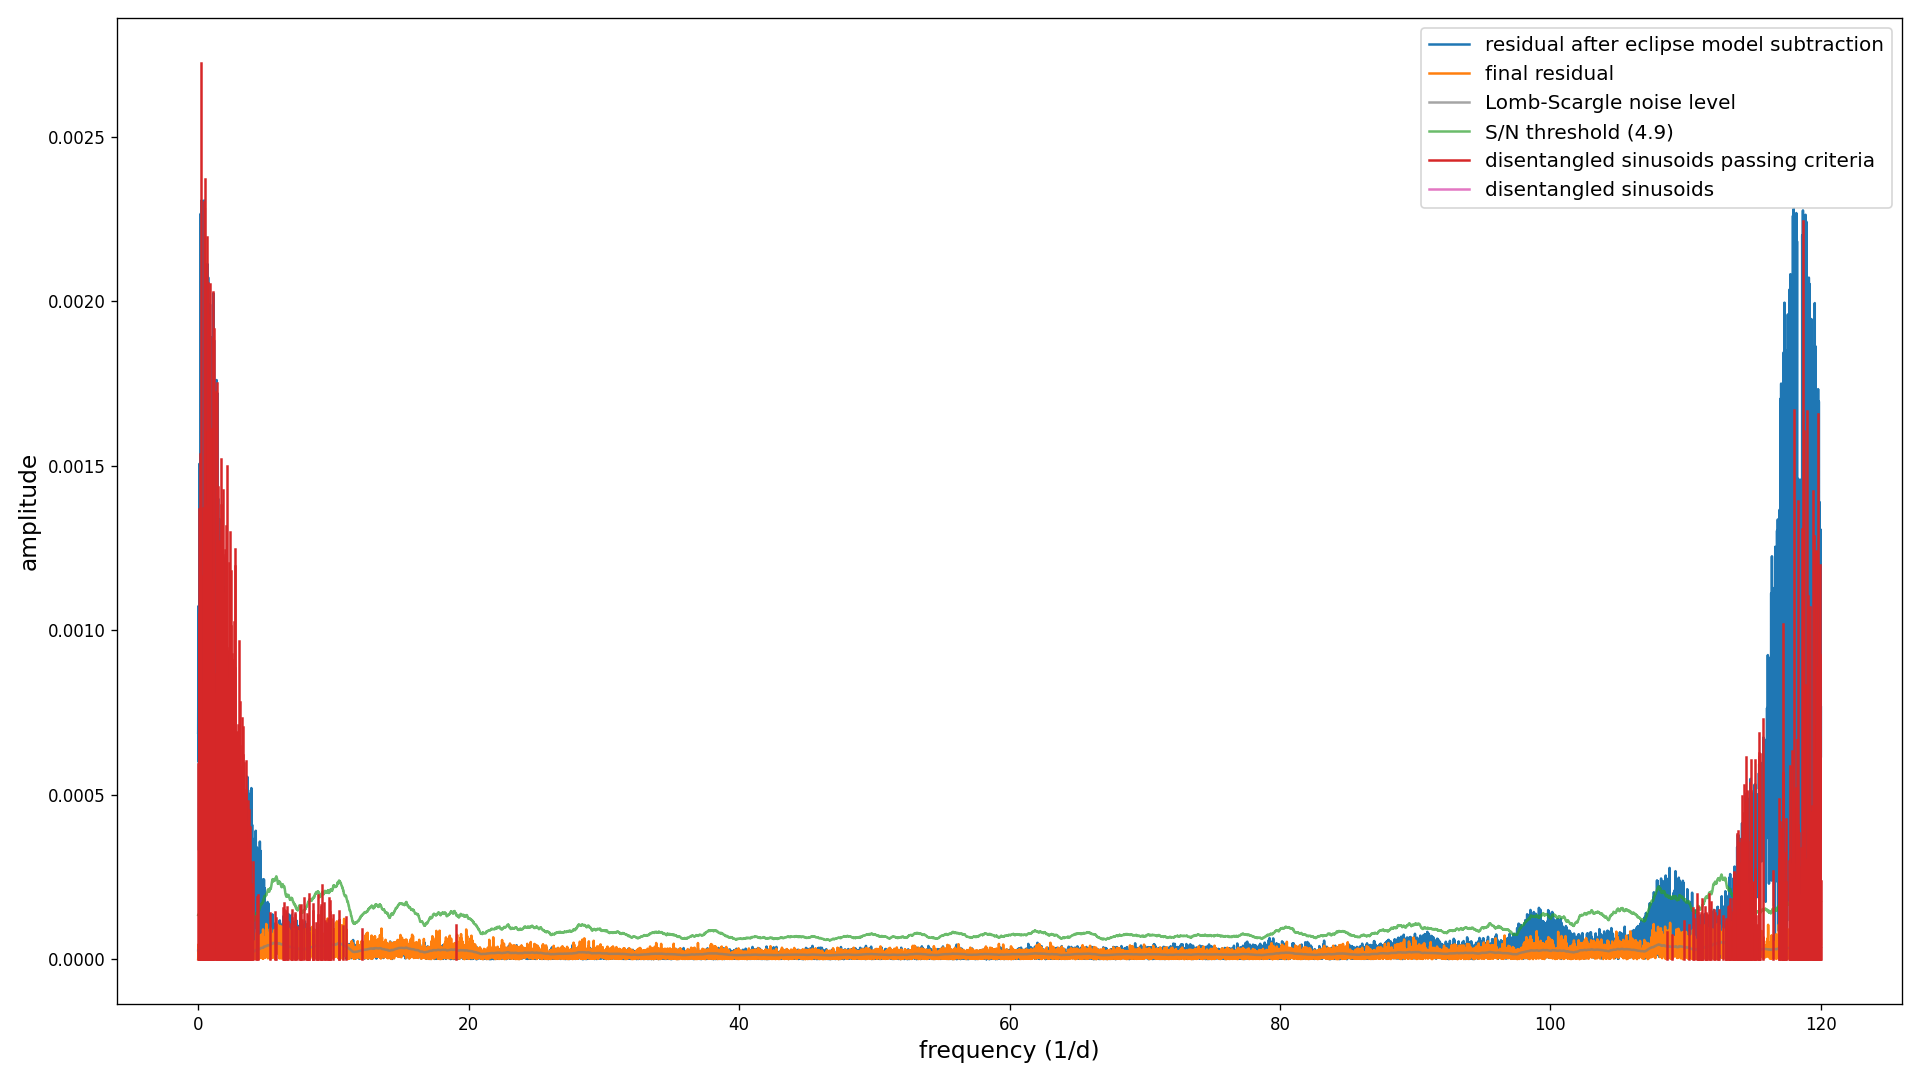 residual after eclipse model subtraction
final residual
Lomb-Scargle noise level
S/N threshold (4.9)
disentangled sinusoids passing criteria
disentangled sinusoids
amplitude
0.0025
0.0020
0.0015
0.0010
0.0005
0.0000
0 20 40 60 80 100 120
frequency (1/d)